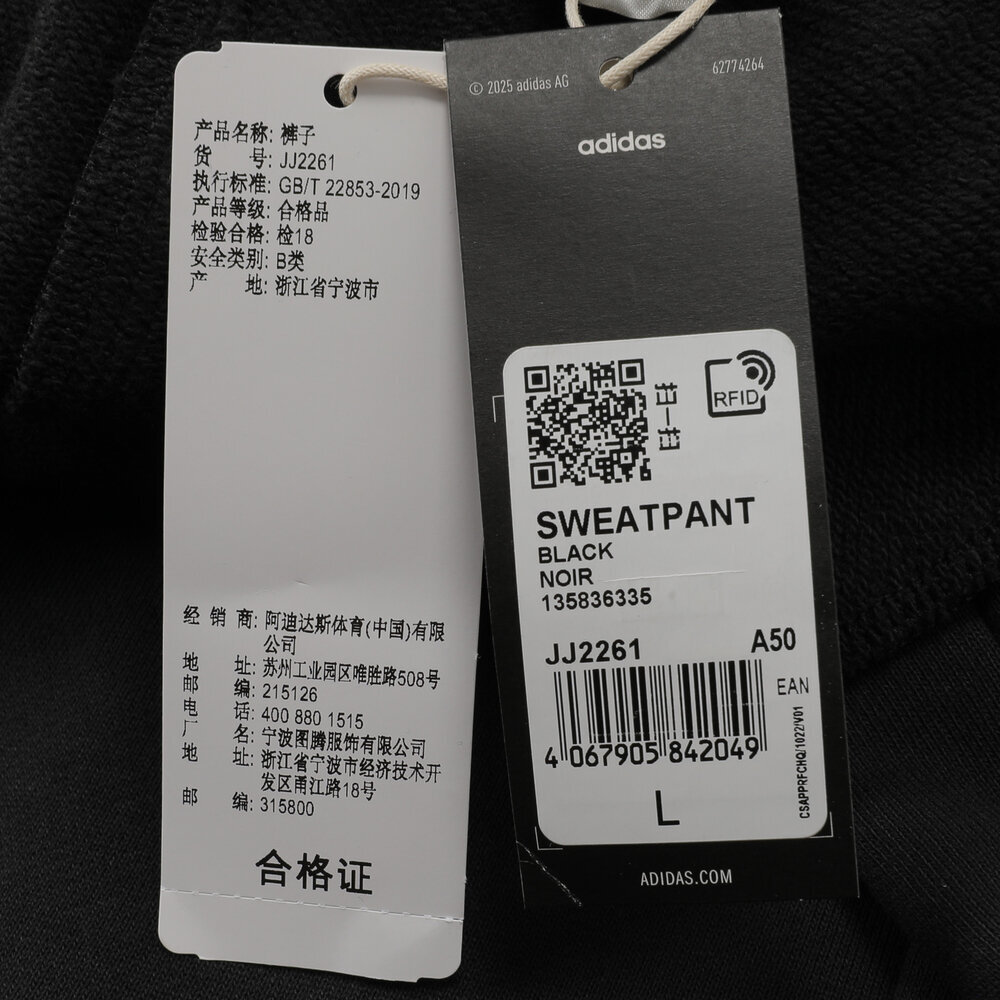 产品名称: 裤子
货 号: JJ2261
执行标准: GB/T 22853-2019
产品等级: 合格品
检验合格: 检18
安全类别: B类
产 地: 浙江省宁波市
经 销 商: 阿迪达斯体育(中国)有限
公司
地 址: 苏州工业园区唯胜路508号
邮 编: 215126
电 话: 400 880 1515
厂 名: 宁波图腾服饰有限公司
地 址: 浙江省宁波市经济技术开
发区甬江路18号
邮 编: 315800
合格证
© 2025 adidas AG
62774264
adidas
扫一扫
RFID
SWEATPANT
BLACK
NOIR
135836335
JJ2261
A50
EAN
4 067905 842049
CSAPPRFCHQ/1022/V01
L
ADIDAS.COM